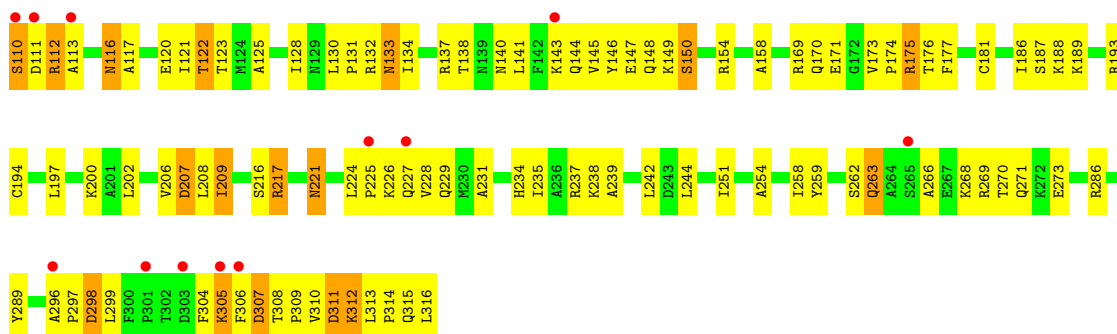 S110 D111 R112 A113 N116 A117 E120 I121 T122 T123 M124 A125 I128 N129 L130 P131 R132 N133 I134 R137 T138 N139 N140 L141 F142 K143 Q144 V145 Y146 E147 Q148 K149 S150 R154 A158 R169 Q170 E171 G172 V173 P174 R175 T176 F177 C181 I186 S187 K188 K189 R193
C194 L197 K200 A201 L202 V206 D207 L208 I209 S216 R217 N221 L224 P225 K226 Q227 V228 Q229 M230 A231 H234 I235 A236 R237 K238 A239 L242 D243 L244 I251 A254 I258 Y259 S262 Q263 A264 S265 A266 E267 K268 R269 T270 Q271 K272 E273 R286
Y289 A296 P297 D298 L299 F300 P301 T302 D303 F304 K305 F306 D307 T308 P309 V310 D311 K312 L313 P314 Q315 L316